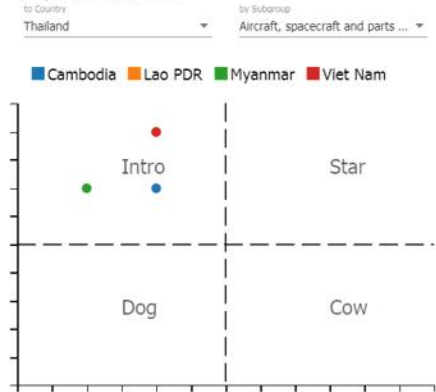 to Country
by Subgroup
Thailand
Aircraft, spacecraft and parts ...
Cambodia Lao PDR Myanmar Viet Nam
Intro
Star
Dog
Cow